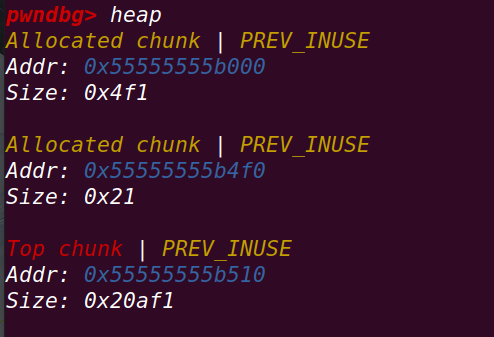 pwndbg> heap
Allocated chunk | PREV_INUSE
Addr: 0x55555555b000
Size: 0x4f1
Allocated chunk | PREV_INUSE
Addr: 0x55555555b4f0
Size: 0x21
Top chunk | PREV_INUSE
Addr: 0x55555555b510
Size: 0x20af1